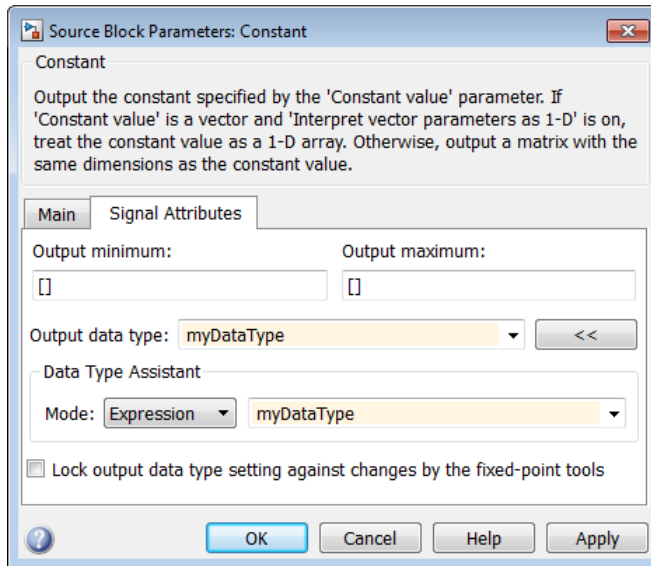 Source Block Parameters: Constant
Constant
Output the constant specified by the 'Constant value' parameter. If
'Constant value' is a vector and 'Interpret vector parameters as 1-D' is on,
treat the constant value as a 1-D array. Otherwise, output a matrix with the
same dimensions as the constant value.
Main Signal Attributes
Output minimum: Output maximum:
[] []
Output data type: myDataType <<
Data Type Assistant
Mode: Expression myDataType
Lock output data type setting against changes by the fixed-point tools
? OK Cancel Help Apply